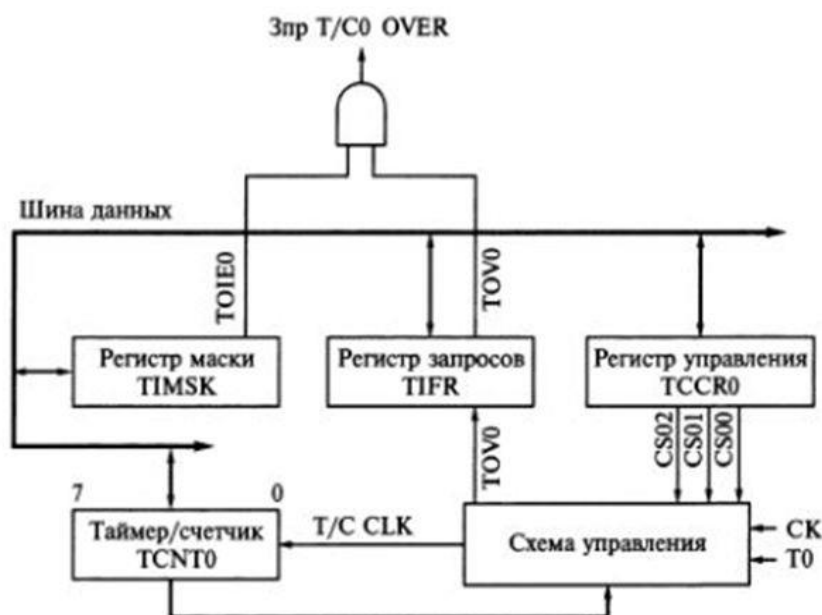 Зпр T/C0 OVER
Шина данных
TOIE0
TOV0
Регистр маски
TIMSK
Регистр запросов
TIFR
Регистр управления
TCCR0
TOV0
CS02
CS01
CS00
7
0
Таймер/счетчик
TCNT0
T/C CLK
Схема управления
CK
T0